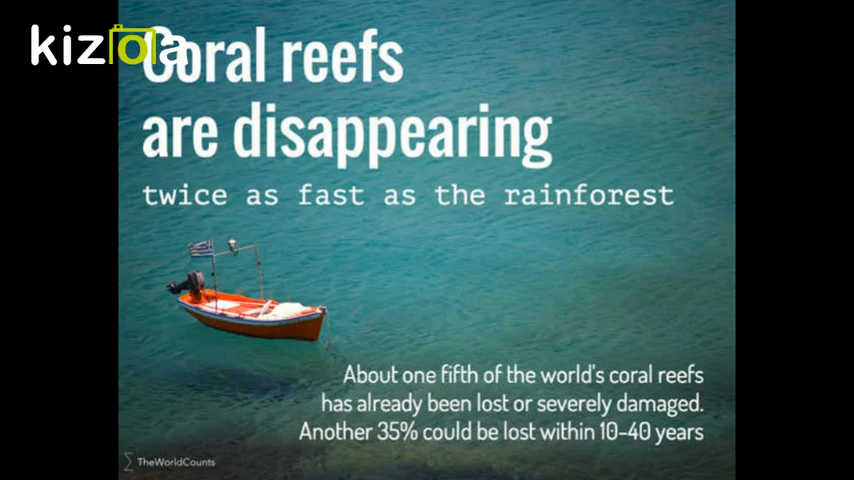 kizoa
Coral reefs
are disappearing
twice as fast as the rainforest
About one fifth of the world's coral reefs
has already been lost or severely damaged.
Another 35% could be lost within 10-40 years
TheWorldCounts